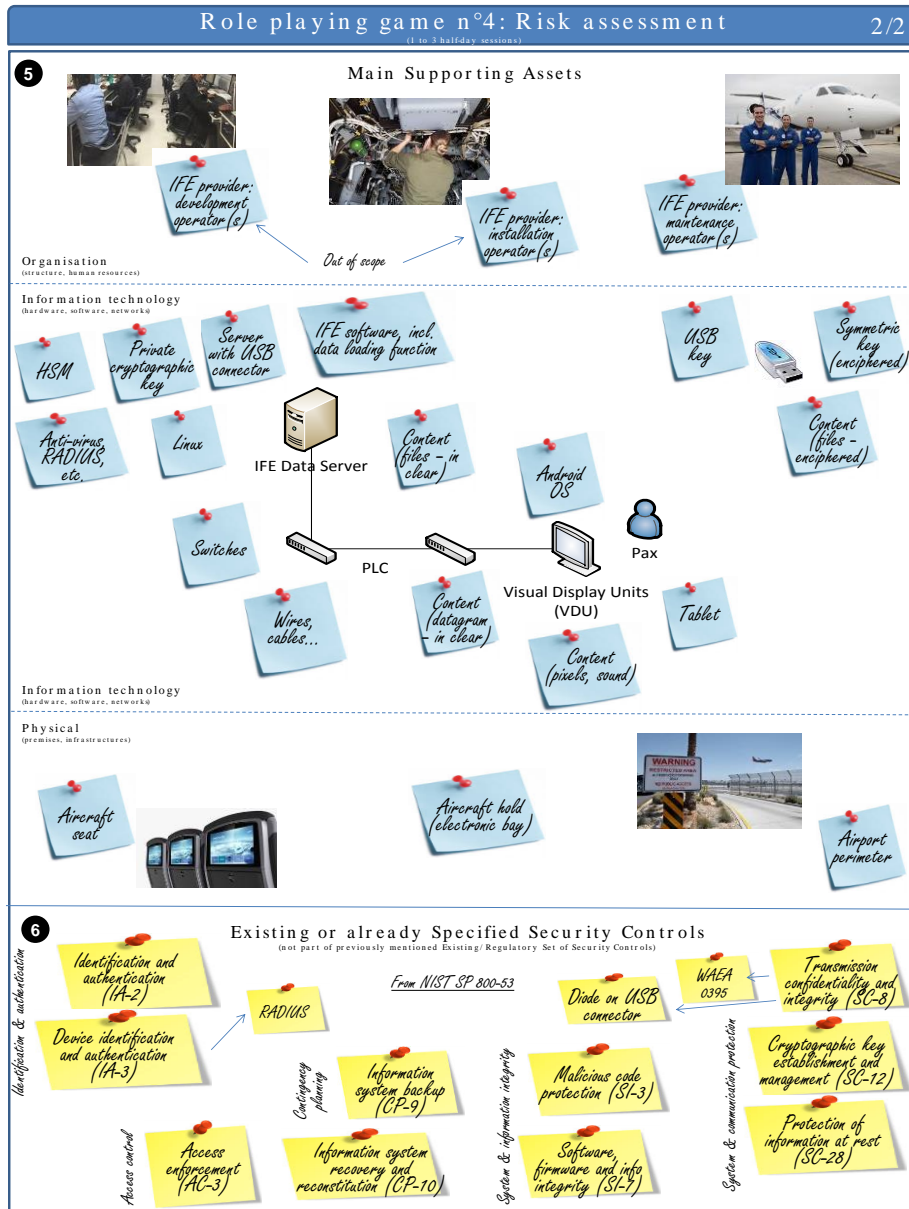 Role playing game n°4: Risk assessment
2/2
(1 to 3 half-day sessions)
5
Main Supporting Assets
IFE provider:
development
operator(s)
IFE provider:
installation
operator(s)
IFE provider:
maintenance
operator(s)
Out of scope
Organisation
(structure, human resources)
Information technology
(hardware, software, networks)
HSM
Private
cryptographic
key
Server
with USB
connector
IFE software, incl.
data loading function
USB
key
Symmetric
key
(enciphered)
Anti-virus,
RADIUS,
etc.
Linux
IFE Data Server
Content
(files – in
clear)
Content
(files –
enciphered)
Android
OS
Switches
PLC
Pax
Visual Display Units
(VDU)
Wires,
cables...
Content
(datagram
– in clear)
Content
(pixels, sound)
Tablet
Information technology
(hardware, software, networks)
Physical
(premises, infrastructures)
WARNING
RESTRICTED AREA
Aircraft
seat
Aircraft hold
(electronic bay)
Airport
perimeter
6
Existing or already Specified Security Controls
(not part of previously mentioned Existing/Regulatory Set of Security Controls)
From NIST SP 800-53
Identification & authentication
Identification and
authentication
(IA-2)
Device identification
and authentication
(IA-3)
RADIUS
Access control
Access
enforcement
(AC-3)
Contingency
planning
Information
system backup
(CP-9)
Information system
recovery and
reconstitution (CP-10)
System & information integrity
Diode on USB
connector
Malicious code
protection (SI-3)
Software,
firmware and info
integrity (SI-7)
System & communication protection
WAEA
0395
Transmission
confidentiality and
integrity (SC-8)
Cryptographic key
establishment and
management (SC-12)
Protection of
information at rest
(SC-28)